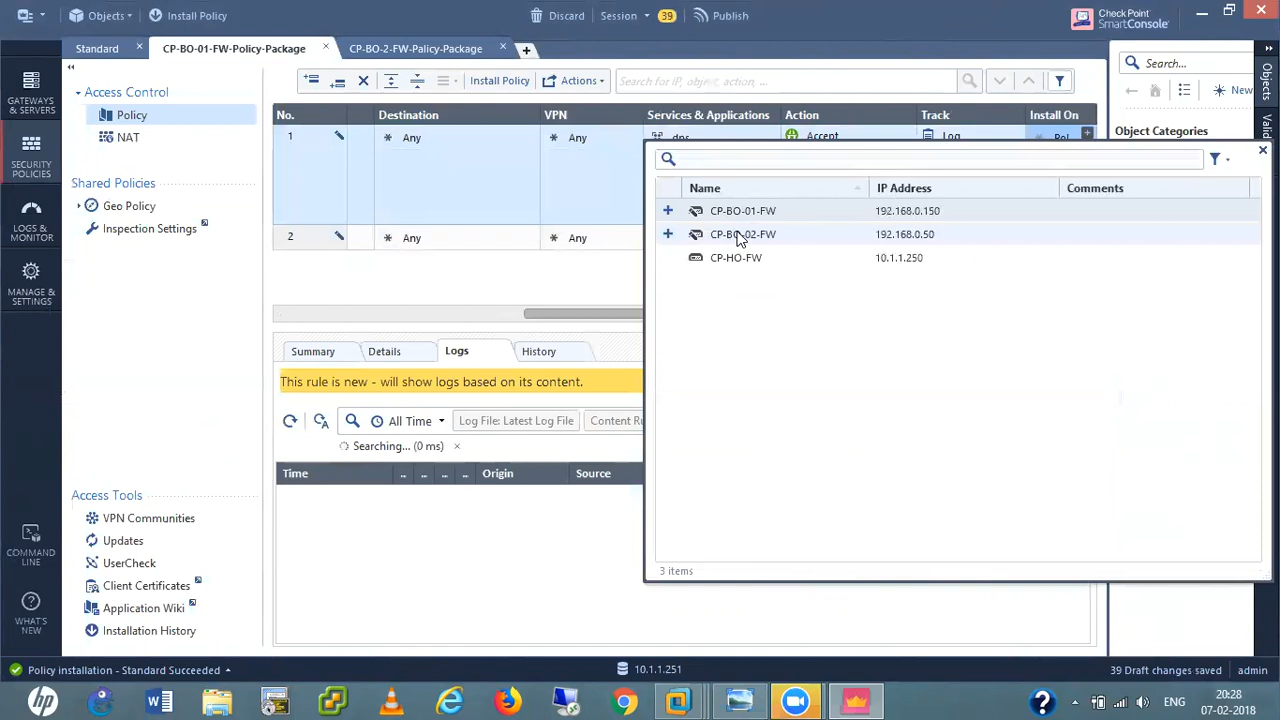 Objects Install Policy Discard Session 39 Publish Check Point SmartConsole
Standard CP-BO-01-FW-Policy-Package CP-BO-2-FW-Policy-Package
Access Control
Policy
NAT
Shared Policies
Geo Policy
Inspection Settings
GATEWAYS & SERVERS
SECURITY POLICIES
LOGS & MONITOR
MANAGE & SETTINGS
COMMAND LINE
WHAT'S NEW
Install Policy Actions Search for IP, object, action...
No. Destination VPN Services & Applications Action Track Install On
1 Any Any dns Accept Log
2 Any Any
Search...
New
Object Categories
Objects
Name IP Address Comments
CP-BO-01-FW 192.168.0.150
CP-BO-02-FW 192.168.0.50
CP-HO-FW 10.1.1.250
3 items
Summary Details Logs History
This rule is new - will show logs based on its content.
All Time Log File: Latest Log File
Searching... (0 ms)
Time .. .. .. .. Origin Source
Access Tools
VPN Communities
Updates
UserCheck
Client Certificates
Application Wiki
Installation History
Policy installation - Standard Succeeded 10.1.1.251 39 Draft changes saved admin
ENG 20:28
07-02-2018